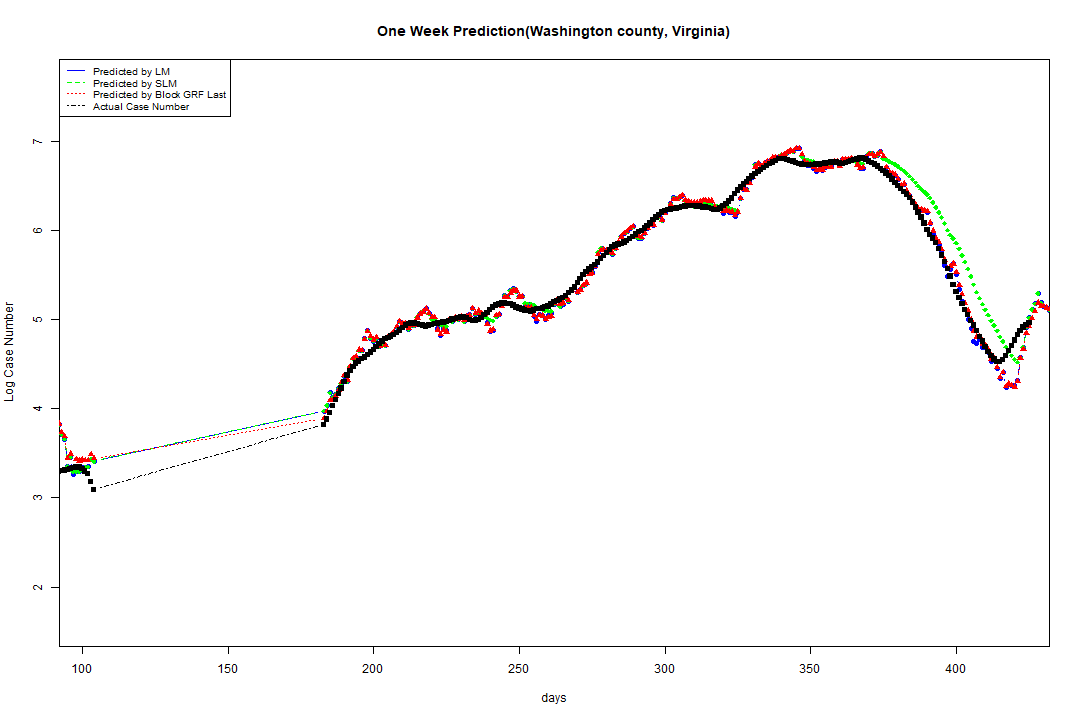 One Week Prediction(Washington county, Virginia)
Predicted by LM
Predicted by SLM
Predicted by Block GRF Last
Actual Case Number
Log Case Number
7
6
5
4
3
2
100 150 200 250 300 350 400
days